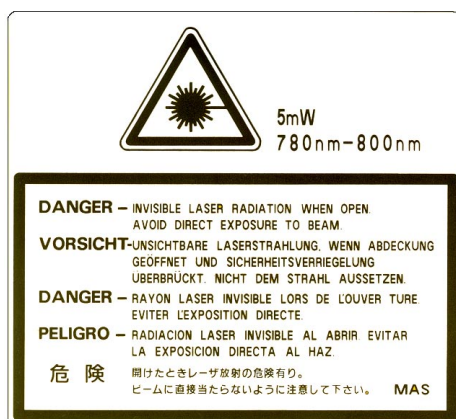 5mW
780nm-800nm
DANGER – INVISIBLE LASER RADIATION WHEN OPEN.
AVOID DIRECT EXPOSURE TO BEAM.
VORSICHT-UNSICHTBARE LASERSTRAHLUNG. WENN ABDECKUNG
GEÖFFNET UND SICHERHEITSVERRIEGELUNG
ÜBERBRÜCKT. NICHT DEM STRAHL AUSSETZEN.
DANGER – RAYON LASER INVISIBLE LORS DE L'OUVER TURE.
EVITER L'EXPOSITION DIRECTE.
PELIGRO – RADIACION LASER INVISIBLE AL ABRIR. EVITAR
LA EXPOSICION DIRECTA AL HAZ.
危険 開けたときレーザ放射の危険有り。
ビームに直接当たらないように注意して下さい。 MAS